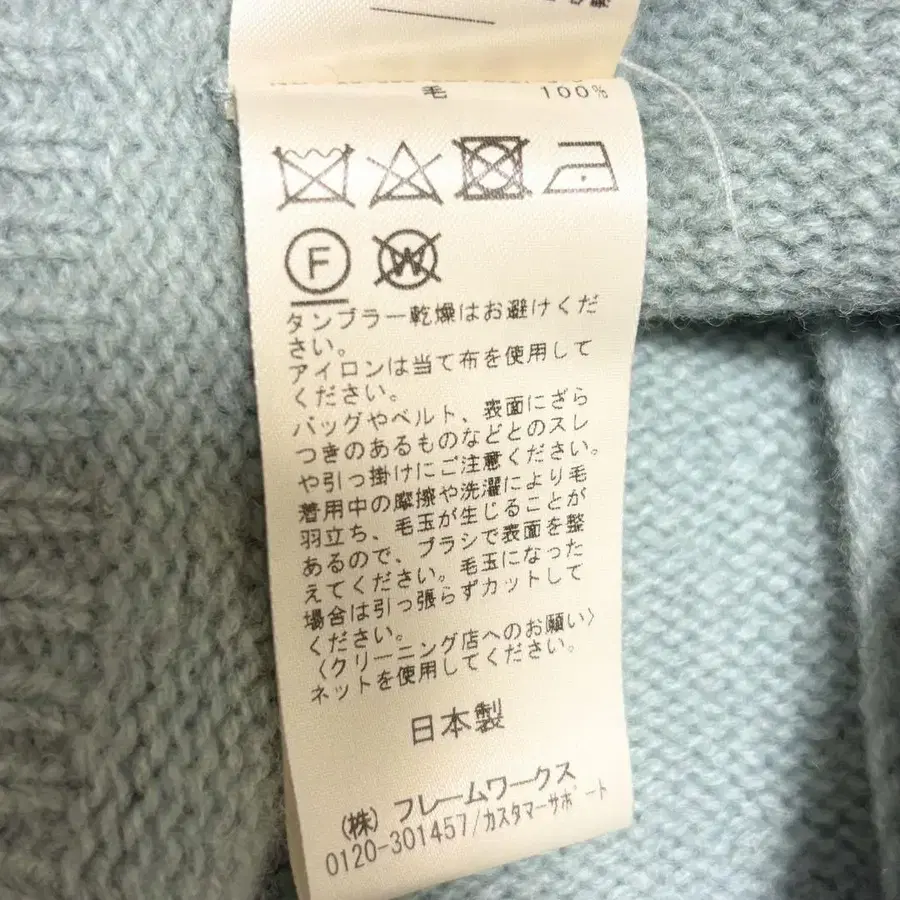 毛 100%
F
W
タンブラー乾燥はお避けくだ
さい。
アイロンは当て布を使用して
ください。
バッグやベルト、表面にざら
つきのあるものなどとのスレ
や引っ掛けにご注意ください。
着用中の摩擦や洗濯により毛
羽立ち、毛玉が生じることが
あるので、ブラシで表面を整
えてください。毛玉になった
場合は引っ張らずカットして
ください。
〈クリーニング店へのお願い〉
ネットを使用してください。
日本製
(株) フレームワークス
0120-301457/カスタマーサポート